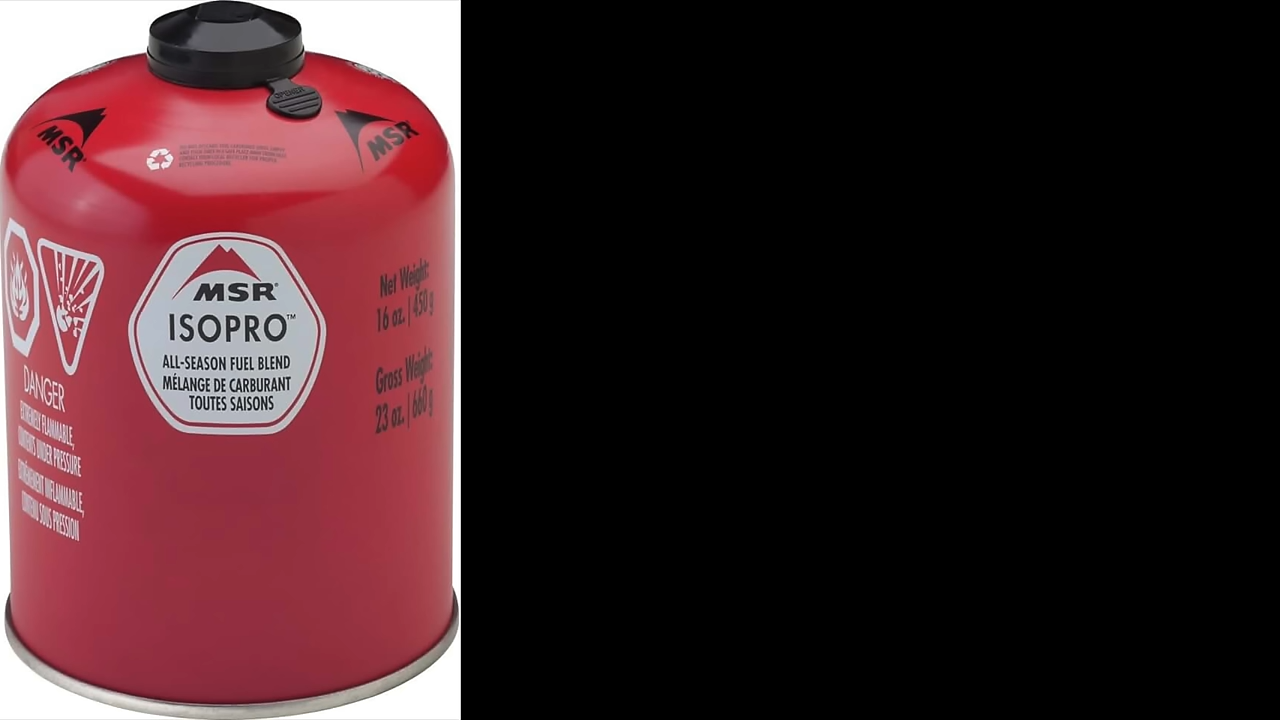 OPENER
MSR
MSR
MSR®
ISOPRO™
ALL-SEASON FUEL BLEND
MÉLANGE DE CARBURANT
TOUTES SAISONS
Net Weight:
16 oz. | 450 g
Gross Weight:
23 oz. | 660 g
DANGER
EXTREMELY FLAMMABLE,
CONTENTS UNDER PRESSURE
EXTRÊMEMENT INFLAMMABLE,
CONTENU SOUS PRESSION